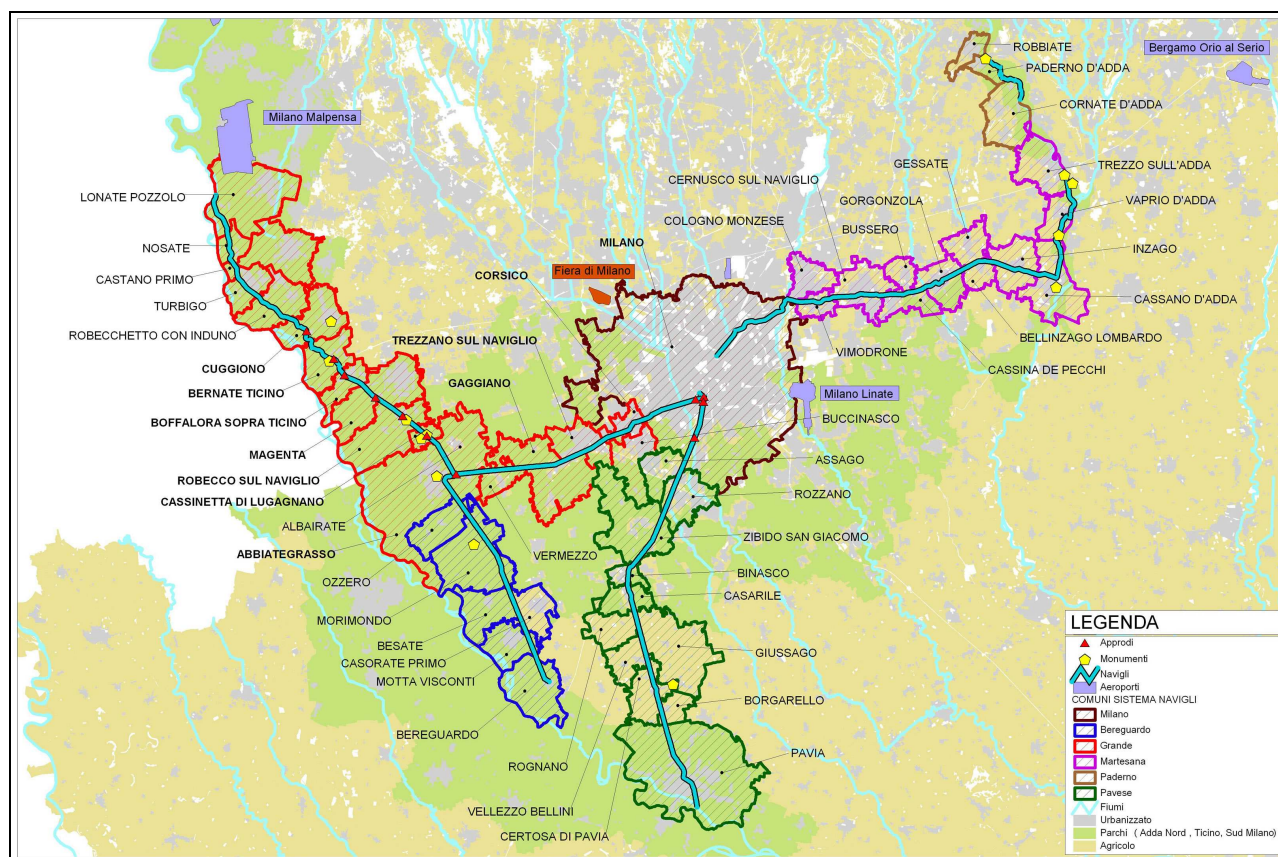 ROBBIATE
Bergamo Orio al Serio
PADERNO D'ADDA
Milano Malpensa
CORNATE D'ADDA
GESSATE
CERNUSCO SUL NAVIGLIO
TREZZO SULL'ADDA
LONATE POZZOLO
GORGONZOLA
VAPRIO D'ADDA
COLOGNO MONZESE
BUSSERO
NOSATE
MILANO
INZAGO
CORSICO
Fiera di Milano
CASTANO PRIMO
CASSANO D'ADDA
TURBIGO
ROBECCHETTO CON INDUNO
TREZZANO SUL NAVIGLIO
BELLINZAGO LOMBARDO
VIMODRONE
CUGGIONO
GAGGIANO
CASSINA DE PECCHI
BERNATE TICINO
Milano Linate
BOFFALORA SOPRA TICINO
BUCCINASCO
MAGENTA
ASSAGO
ROBECCO SUL NAVIGLIO
ROZZANO
CASSINETTA DI LUGAGNANO
ALBAIRATE
ZIBIDO SAN GIACOMO
ABBIATEGRASSO
VERMEZZO
OZZERO
BINASCO
CASARILE
MORIMONDO
BESATE
GIUSSAGO
CASORATE PRIMO
MOTTA VISCONTI
BORGARELLO
BEREGUARDO
PAVIA
ROGNANO
VELLEZZO BELLINI
CERTOSA DI PAVIA
LEGENDA
Approdi
Monumenti
Navigli
Aeroporti
COMUNI SISTEMA NAVIGLI
Milano
Bereguardo
Grande
Martesana
Paderno
Pavese
Fiumi
Urbanizzato
Parchi ( Adda Nord , Ticino, Sud Milano)
Agricolo